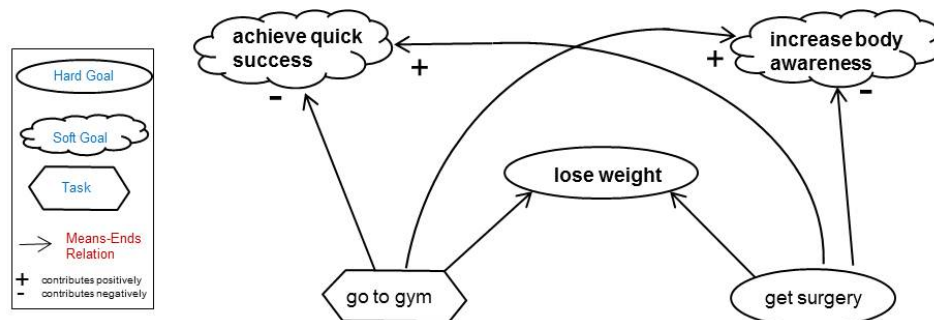 Hard Goal
Soft Goal
Task
Means-Ends
Relation
+ contributes positively
- contributes negatively
achieve quick
success
+
-
increase body
awareness
+
-
lose weight
go to gym
get surgery